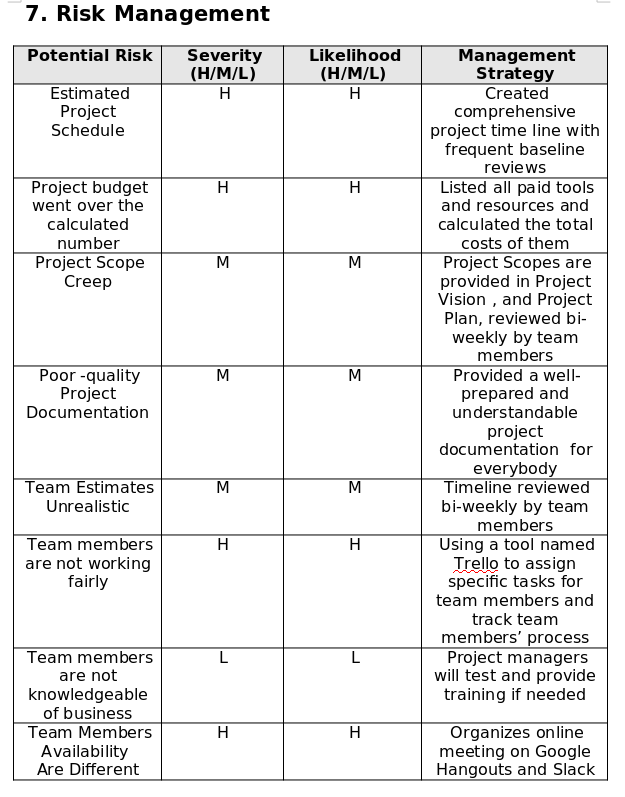 7. Risk Management
Potential Risk Severity Likelihood Management
(H/M/L) (H/M/L) Strategy
Estimated H H Created
Project comprehensive
Schedule project time line with
frequent baseline
reviews
Project budget H H Listed all paid tools
went over the and resources and
calculated calculated the total
number costs of them
Project Scope M M Project Scopes are
Creep provided in Project
Vision , and Project
Plan, reviewed bi-
weekly by team
members
Poor -quality M M Provided a well-
Project prepared and
Documentation understandable
project
documentation for
everybody
Team Estimates M M Timeline reviewed
Unrealistic bi-weekly by team
members
Team members H H Using a tool named
are not working Trello to assign
fairly specific tasks for
team members and
track team
members’ process
Team members L L Project managers
are not will test and provide
knowledgeable training if needed
of business
Team Members H H Organizes online
Availability meeting on Google
Are Different Hangouts and Slack